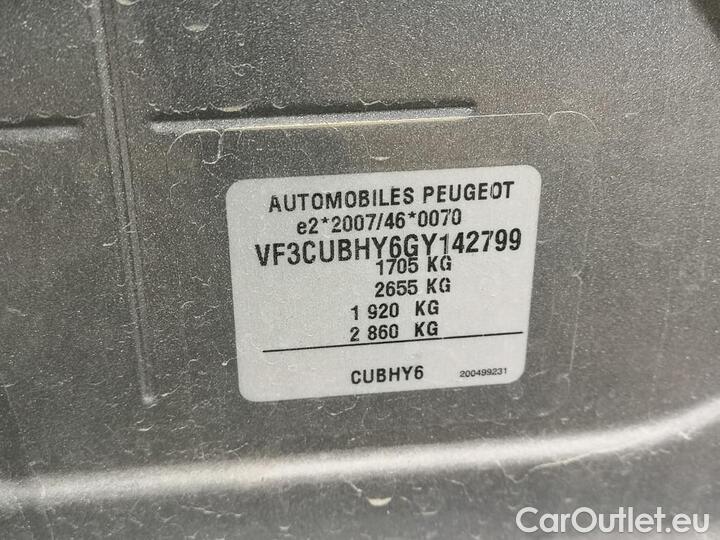 AUTOMOBILES PEUGEOT
e2*2007/46*0070
VF3CUBHY6GY142799
1705 KG
2655 KG
1 920 KG
2 860 KG
CUBHY6 200499231
CarOutlet.eu